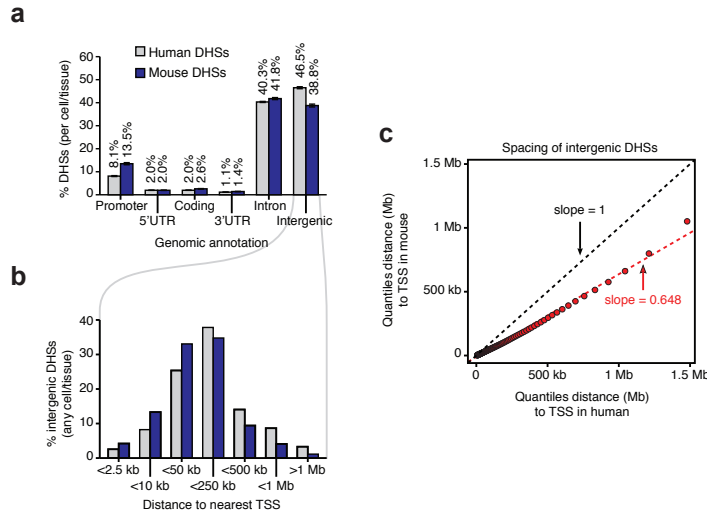 a
Human DHSs
Mouse DHSs
% DHSs (per cell/tissue)
60
50
40
30
20
10
0
8.1%
13.5%
2.0%
2.0%
2.0%
2.6%
1.1%
1.4%
40.3%
41.8%
46.5%
38.8%
Promoter
5'UTR
Coding
3'UTR
Intron
Intergenic
Genomic annotation
b
% intergenic DHSs
(any cell/tissue)
40
30
20
10
0
<2.5 kb
<10 kb
<50 kb
<250 kb
<500 kb
<1 Mb
>1 Mb
Distance to nearest TSS
c
Spacing of intergenic DHSs
Quantiles distance (Mb)
to TSS in mouse
1.5 Mb
1 Mb
500 kb
0
slope = 1
slope = 0.648
0
500 kb
1 Mb
1.5 Mb
Quantiles distance (Mb)
to TSS in human